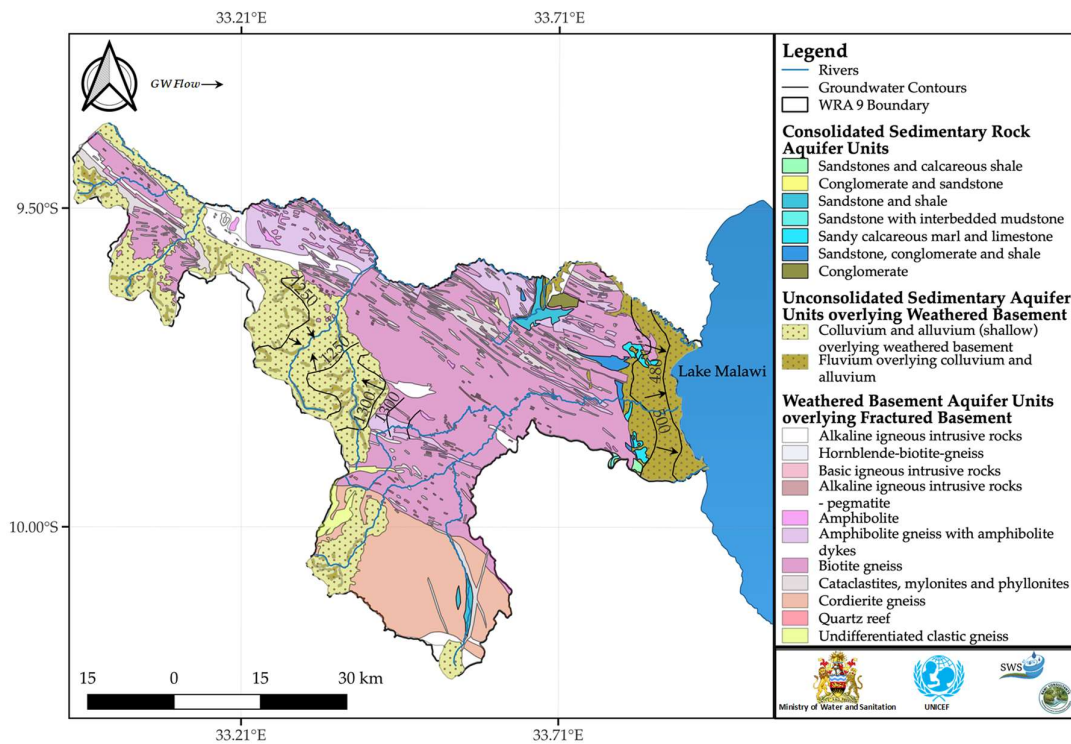 33.21°E 33.71°E
GW Flow
9.50°S
10.00°S
1250
1250
1300
1300
480
500
Lake Malawi
15 0 15 30 km
33.21°E 33.71°E
Legend
Rivers
Groundwater Contours
WRA 9 Boundary
Consolidated Sedimentary Rock
Aquifer Units
Sandstones and calcareous shale
Conglomerate and sandstone
Sandstone and shale
Sandstone with interbedded mudstone
Sandy calcareous marl and limestone
Sandstone, conglomerate and shale
Conglomerate
Unconsolidated Sedimentary Aquifer
Units overlying Weathered Basement
Colluvium and alluvium (shallow)
overlying weathered basement
Fluvium overlying colluvium and
alluvium
Weathered Basement Aquifer Units
overlying Fractured Basement
Alkaline igneous intrusive rocks
Hornblende-biotite-gneiss
Basic igneous intrusive rocks
Alkaline igneous intrusive rocks
- pegmatite
Amphibolite
Amphibolite gneiss with amphibolite
dykes
Biotite gneiss
Cataclastites, mylonites and phyllonites
Cordierite gneiss
Quartz reef
Undifferentiated clastic gneiss
Ministry of Water and Sanitation
UNICEF
SWS